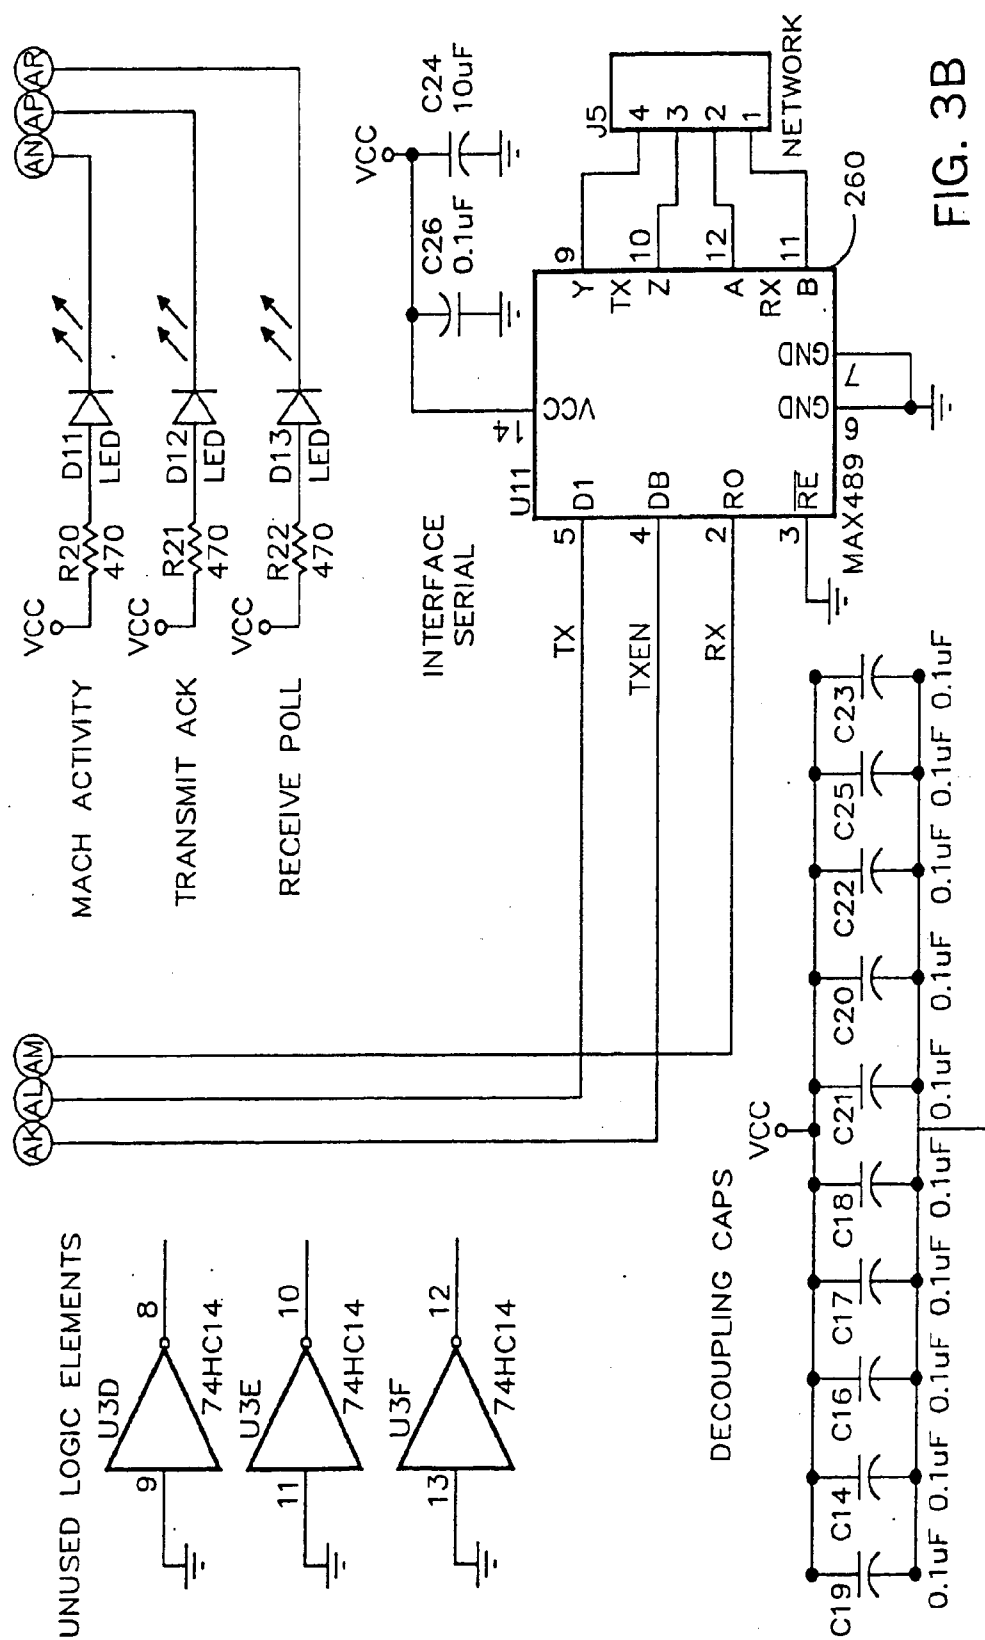 UNUSED LOGIC ELEMENTS
U3D
9
8
74HC14
U3E
11
10
74HC14
U3F
13
12
74HC14
AK
AL
AM
AN
AP
AR
MACH ACTIVITY
VCC
R20
470
D11
LED
TRANSMIT ACK
VCC
R21
470
D12
LED
RECEIVE POLL
VCC
R22
470
D13
LED
INTERFACE
SERIAL
VCC
C26
0.1uF
C24
10uF
TX
TXEN
RX
U11
14
VCC
5
D1
4
DB
2
RO
3
RE
Y
9
TX
Z
10
A
12
RX
B
11
GND
6
GND
7
MAX489
260
J5
4
3
2
1
NETWORK
DECOUPLING CAPS
VCC
C19
C14
C16
C17
C18
C21
C20
C22
C25
C23
0.1uF
0.1uF
0.1uF
0.1uF
0.1uF
0.1uF
0.1uF
0.1uF
0.1uF
0.1uF
FIG. 3B